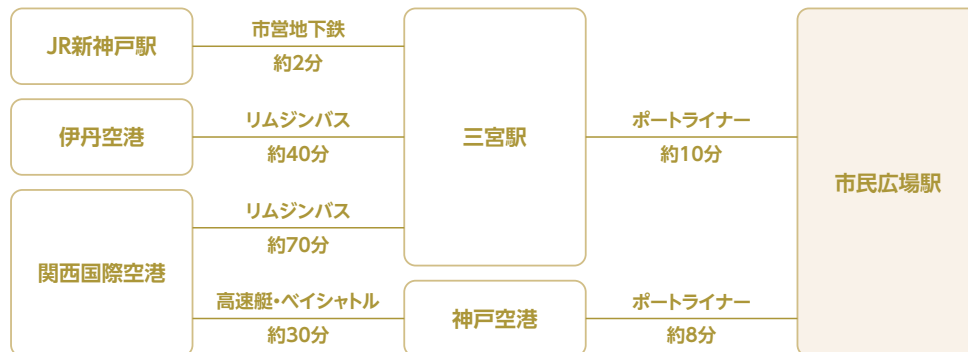 JR新神戸駅
市営地下鉄
約2分
伊丹空港
リムジンバス
約40分
関西国際空港
リムジンバス
約70分
高速艇・ベイシャトル
約30分
三宮駅
神戸空港
ポートライナー
約10分
ポートライナー
約8分
市民広場駅